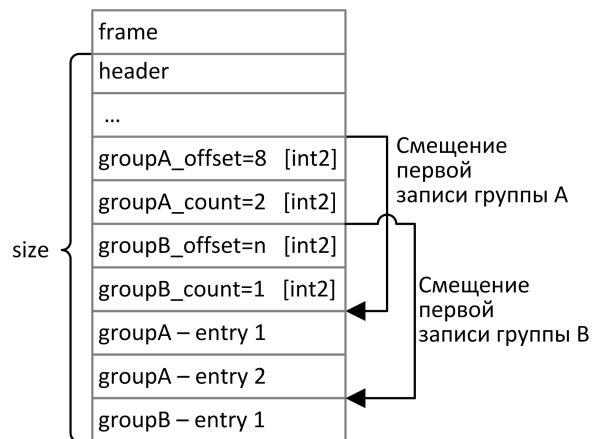 frame
header
...
groupA_offset=8 [int2]
groupA_count=2 [int2]
groupB_offset=n [int2]
groupB_count=1 [int2]
groupA – entry 1
groupA – entry 2
groupB – entry 1
size
Смещение
первой
записи группы A
Смещение
первой
записи группы B